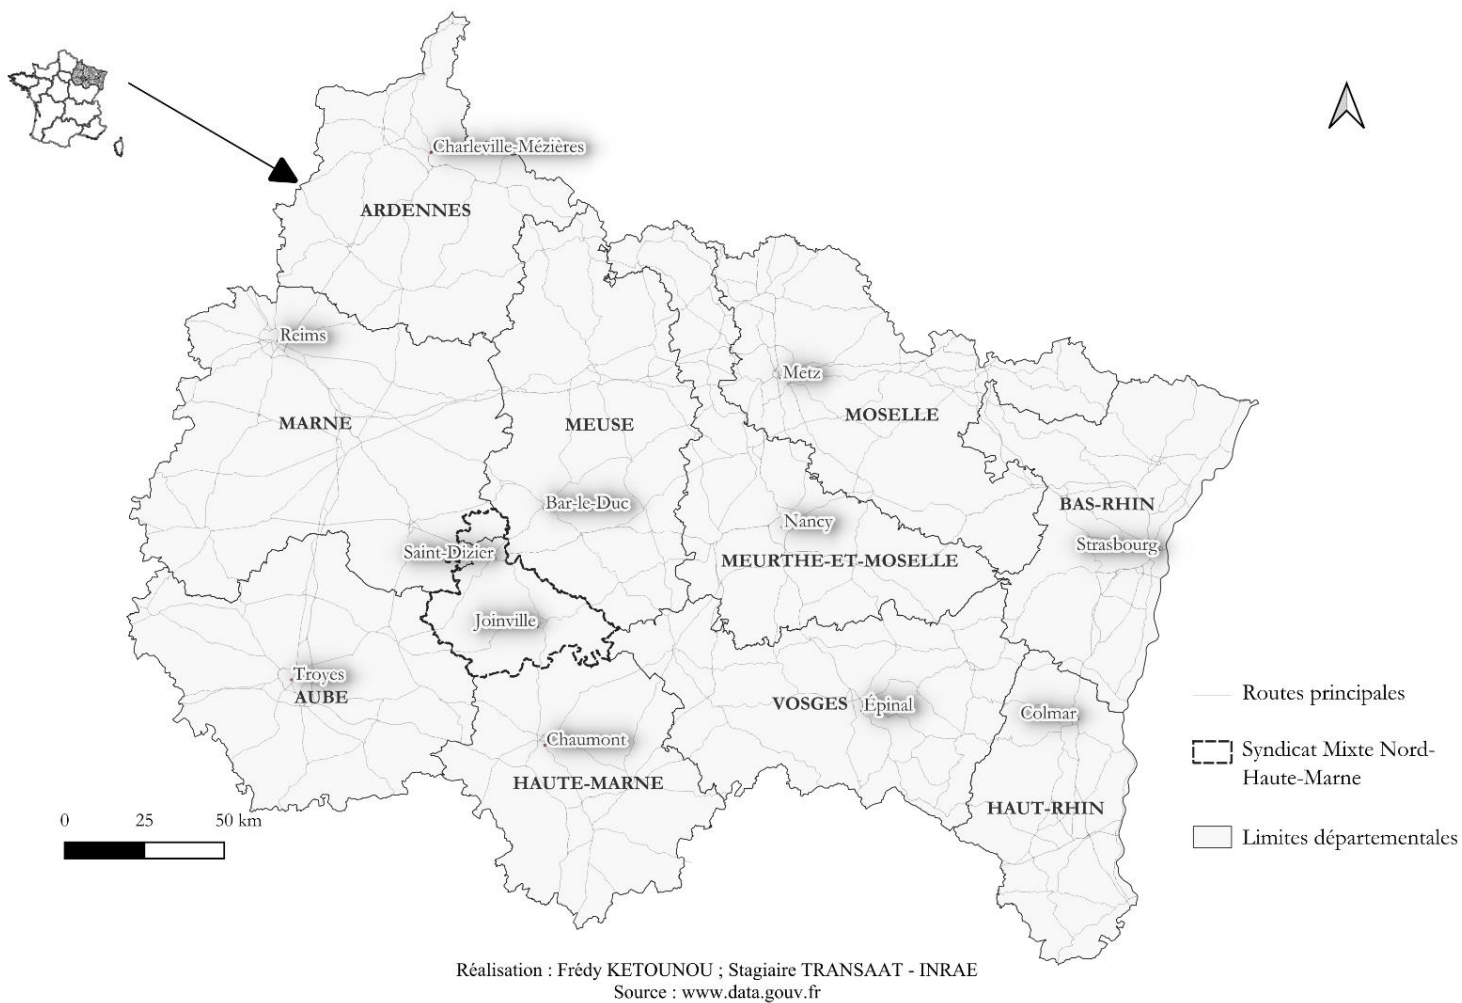 Charleville-Mézières
ARDENNES
Reims
Metz
MARNE
MEUSE
MOSELLE
Bar-le-Duc
BAS-RHIN
Nancy
Saint-Dizier
Strasbourg
MEURTHE-ET-MOSELLE
Joinville
Troyes
AUBE
VOSGES
Épinal
Colmar
Chaumont
HAUTE-MARNE
HAUT-RHIN
Routes principales
Syndicat Mixte Nord-
Haute-Marne
Limites départementales
0 25 50 km
Réalisation : Frédy KETOUNOU ; Stagiaire TRANSAAT - INRAE
Source : www.data.gouv.fr